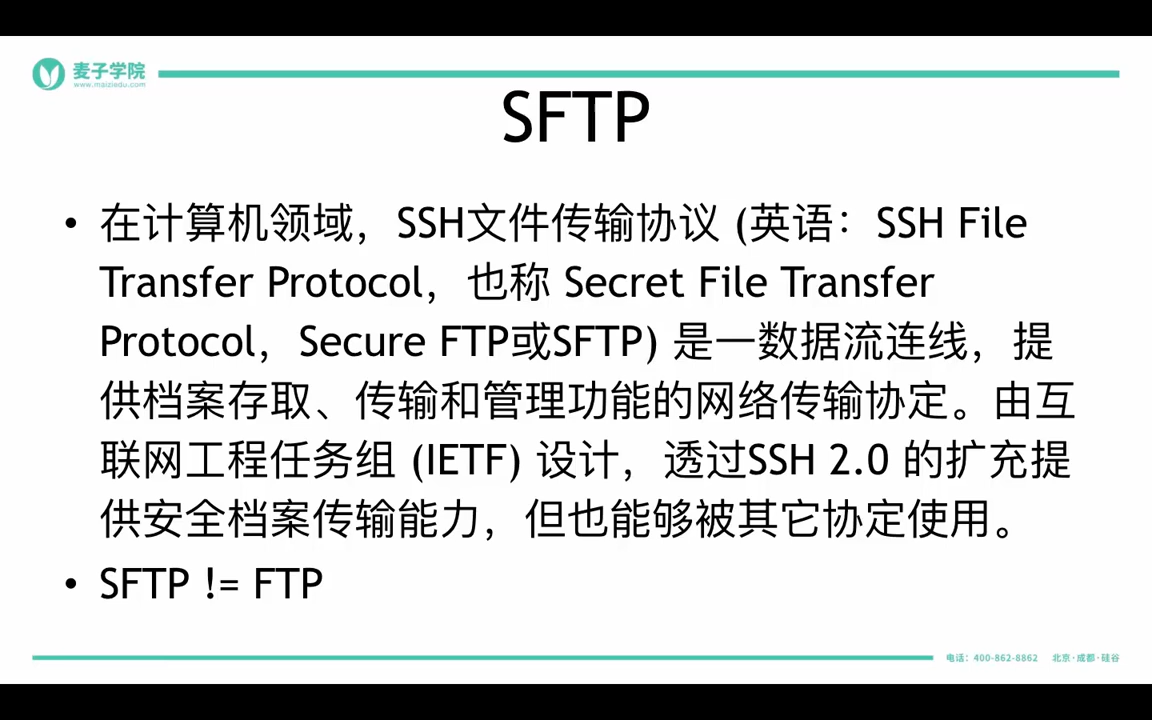 麦子学院
www.maiziedu.com
SFTP
• 在计算机领域，SSH文件传输协议 (英语：SSH File
Transfer Protocol，也称 Secret File Transfer
Protocol，Secure FTP或SFTP) 是一数据流连线，提
供档案存取、传输和管理功能的网络传输协定。由互
联网工程任务组 (IETF) 设计，透过SSH 2.0 的扩充提
供安全档案传输能力，但也能够被其它协定使用。
• SFTP != FTP
电话：400-862-8862 北京·成都·硅谷